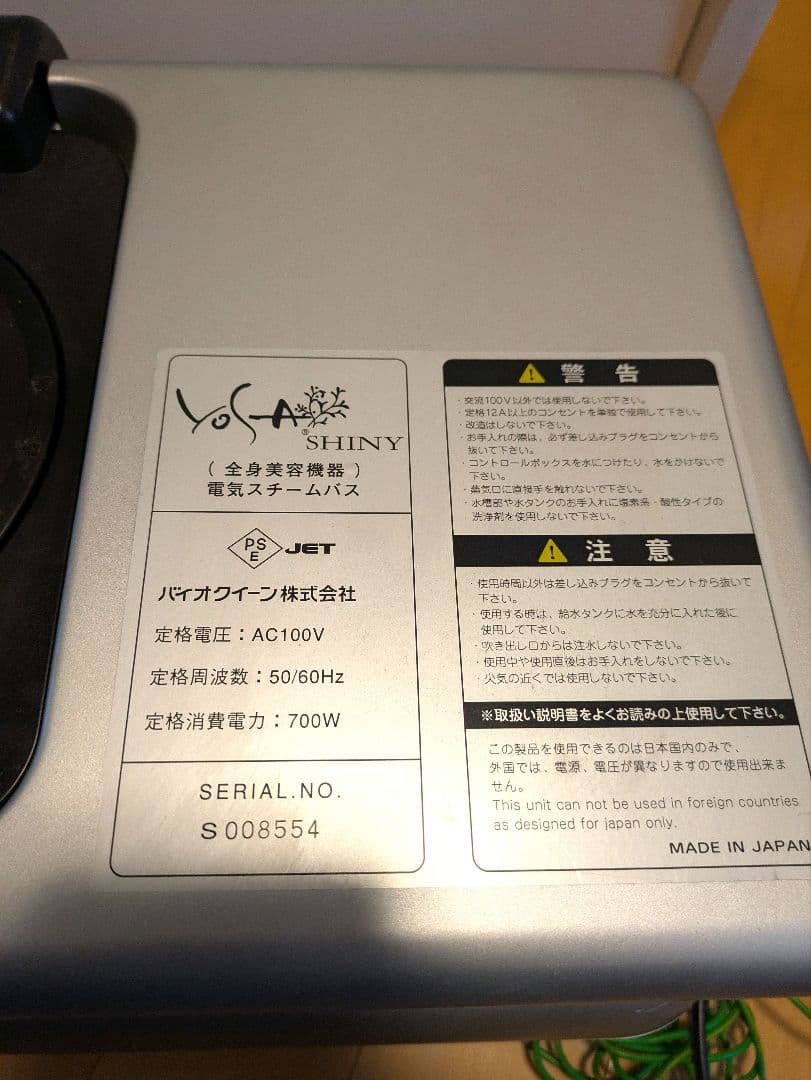 YOSA®
SHINY
（ 全身美容機器 ）
電気スチームバス
PS
E
JET
バイオクイーン株式会社
定格電圧：AC100V
定格周波数：50/60Hz
定格消費電力：700W
SERIAL.NO.
S008554
警 告
・交流100V以外では使用しないで下さい。
・定格12A以上のコンセントを単独で使用して下さい。
・改造はしないで下さい。
・お手入れの際は、必ず差し込みプラグをコンセントから
抜いて下さい。
・コントロールボックスを水につけたり、水をかけないで
下さい。
・蒸気口に直接手を触れないで下さい。
・水槽部や水タンクのお手入れに塩素系・酸性タイプの
洗浄剤を使用しないで下さい。
注 意
・使用時間以外は差し込みプラグをコンセントから抜いて
下さい。
・使用する時は、給水タンクに水を充分に入れた後に
使用して下さい。
・吹き出し口からは注水しないで下さい。
・使用中や使用直後はお手入れをしないで下さい。
・火気の近くでは使用しないで下さい。
※取扱い説明書をよくお読みの上使用して下さい。
この製品を使用できるのは日本国内のみで、
外国では、電源、電圧が異なりますので使用出来ま
せん。
This unit can not be used in foreign countries
as designed for japan only.
MADE IN JAPAN